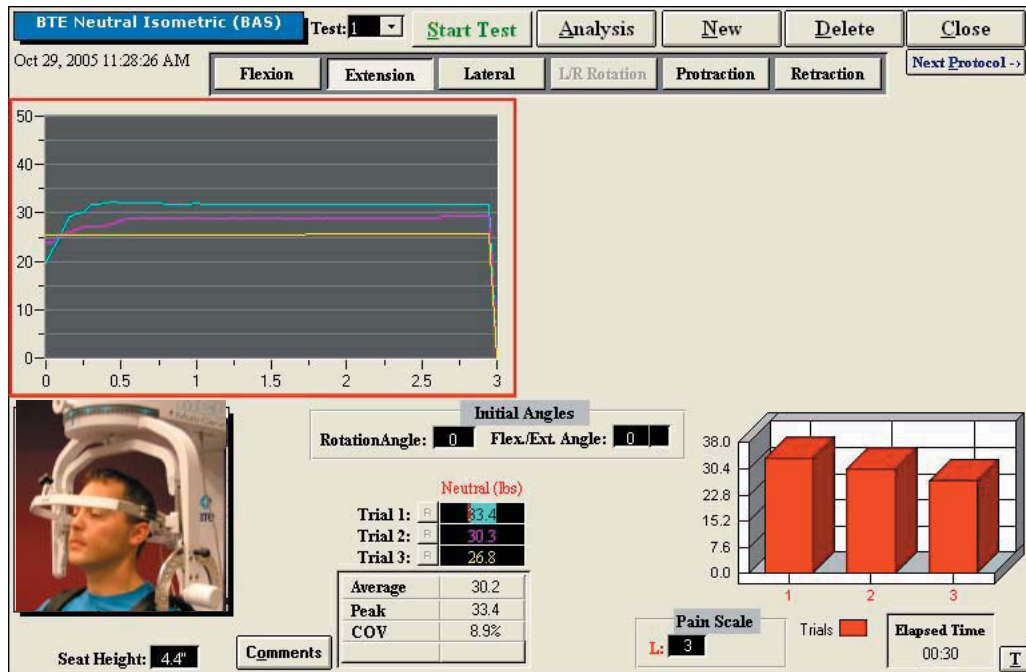 BTE Neutral Isometric (BAS)
Test: 1
Start Test
Analysis
New
Delete
Close
Oct 29, 2005 11:28:26 AM
Flexion
Extension
Lateral
L/R Rotation
Protraction
Retraction
Next Protocol ->
50
40
30
20
10
0
0 0.5 1 1.5 2 2.5 3
Initial Angles
RotationAngle: 0 Flex./Ext. Angle: 0
Neutral (lbs)
Trial 1: R 33.4
Trial 2: R 30.3
Trial 3: R 26.8
Average 30.2
Peak 33.4
COV 8.9%
Seat Height: 4.4"
Comments
38.0
30.4
22.8
15.2
7.6
0.0
1 2 3
Trials
Pain Scale
L: 3
Elapsed Time
00:30
T